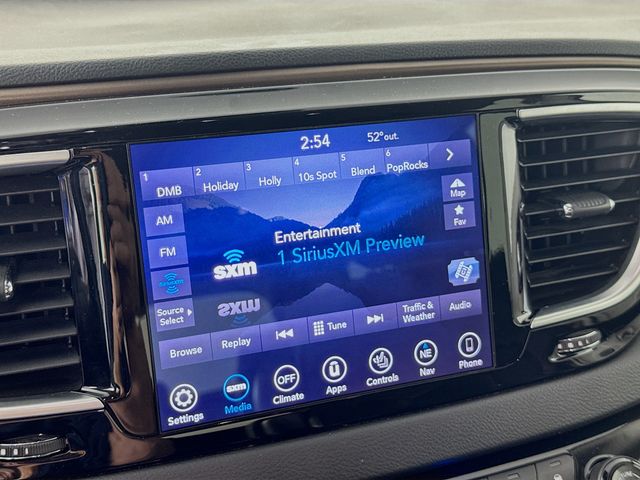 2:54 52° out.
1 DMB 2 Holiday 3 Holly 4 10s Spot 5 Blend 6 PopRocks
AM
Map
FM
Fav
Entertainment
1 SiriusXM Preview
sxm
siriusxm
Source Select
Browse Replay Tune Traffic & Weather Audio
Settings
sxm
Media
OFF
Climate
Apps
Controls
NE
Nav
Phone